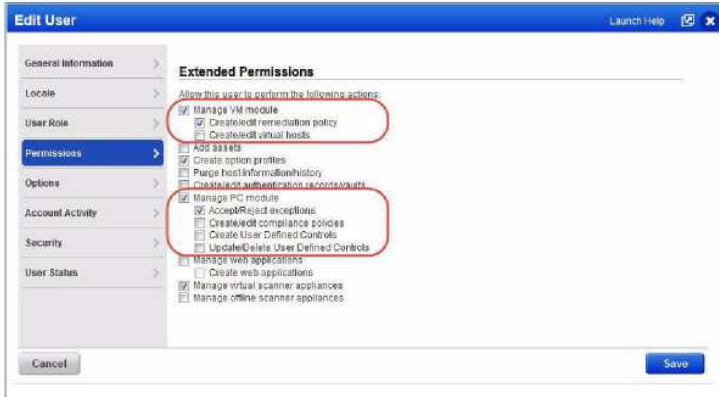 Edit User
Launch Help
General Information
Locale
User Role
Permissions
Options
Account Activity
Security
User Status
Extended Permissions
Allow this user to perform the following actions:
Manage VM module
Create/edit remediation policy
Create/edit virtual hosts
Add assets
Create option profiles
Purge host information/history
Create/edit authentication records/vaults
Manage PC module
Accept/Reject exceptions
Create/edit compliance policies
Create User Defined Controls
Update/Delete User Defined Controls
Manage web applications
Create web applications
Manage virtual scanner appliances
Manage offline scanner appliances
Cancel
Save